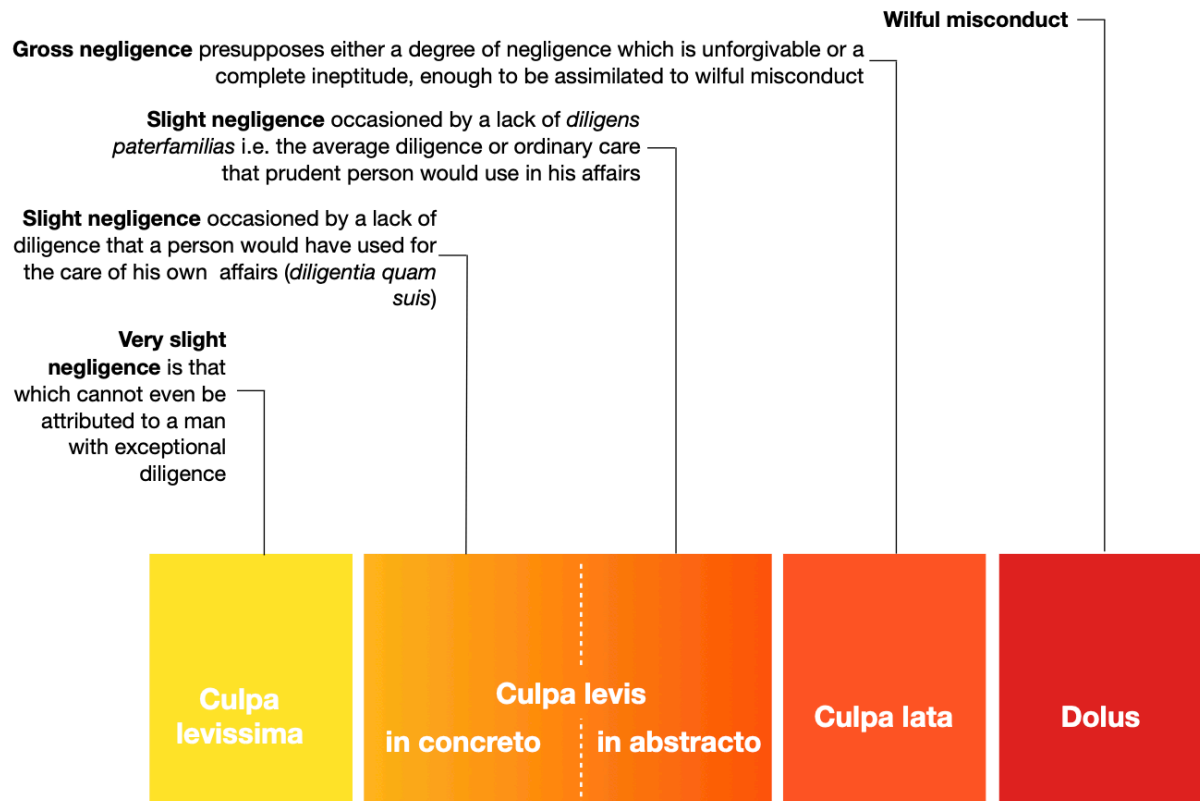 Wilful misconduct
Gross negligence presupposes either a degree of negligence which is unforgivable or a
complete ineptitude, enough to be assimilated to wilful misconduct
Slight negligence occasioned by a lack of diligens
paterfamilias i.e. the average diligence or ordinary care
that prudent person would use in his affairs
Slight negligence occasioned by a lack of
diligence that a person would have used for
the care of his own affairs (diligentia quam
suis)
Very slight
negligence is that
which cannot even be
attributed to a man
with exceptional
diligence
Culpa
levissima
Culpa levis
in concreto
in abstracto
Culpa lata
Dolus